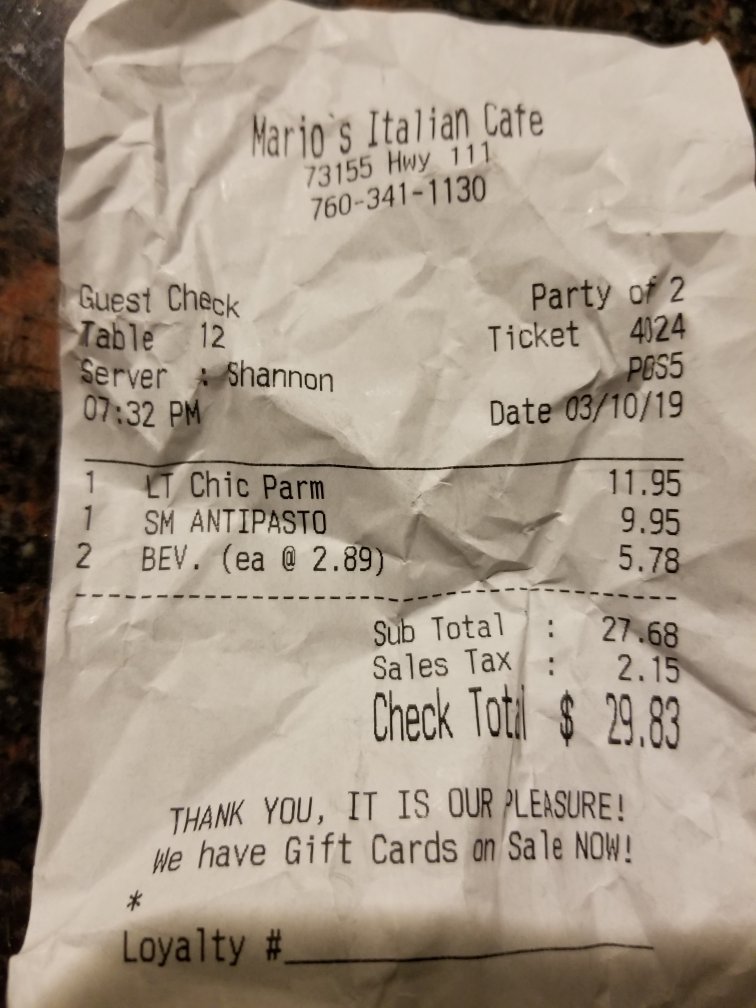 Mario's Italian Cafe
73155 Hwy 111
760-341-1130
Guest Check Party of 2
Table 12 Ticket 4024
Server : Shannon POS5
07:32 PM Date 03/10/19
1 LT Chic Parm 11.95
1 SM ANTIPASTO 9.95
2 BEV. (ea @ 2.89) 5.78
Sub Total : 27.68
Sales Tax : 2.15
Check Total $ 29.83
THANK YOU, IT IS OUR PLEASURE!
We have Gift Cards on Sale NOW!
*
Loyalty #